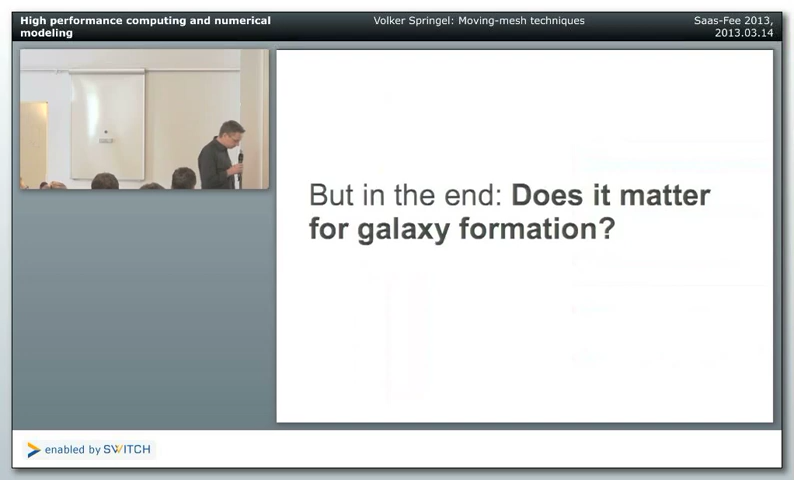 High performance computing and numerical
modeling
Volker Springel: Moving-mesh techniques
Saas-Fee 2013,
2013.03.14
But in the end: Does it matter
for galaxy formation?
enabled by SWITCH